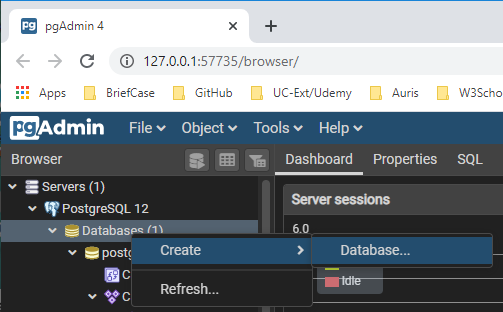 pgAdmin 4
127.0.0.1:57735/browser/
Apps BriefCase GitHub UC-Ext/Udemy Auris W3Scho
pgAdmin File Object Tools Help
Browser Dashboard Properties SQL
Servers (1) Server sessions
PostgreSQL 12
Databases (1) 6.0
postg Create Database...
C Idle
C Refresh...